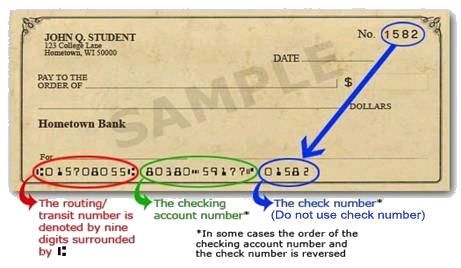 JOHN Q. STUDENT
123 College Lane
Hometown, WI 50000
No. 1582
DATE
PAY TO THE
ORDER OF
$
DOLLARS
SAMPLE
Hometown Bank
For
⑆015708055⑆ 80380⑉59177⑈ 01582
The routing/
transit number is
denoted by nine
digits surrounded
by ⑆
The checking
account number*
The check number*
(Do not use check number)
*In some cases the order of the
checking account number and
the check number is reversed